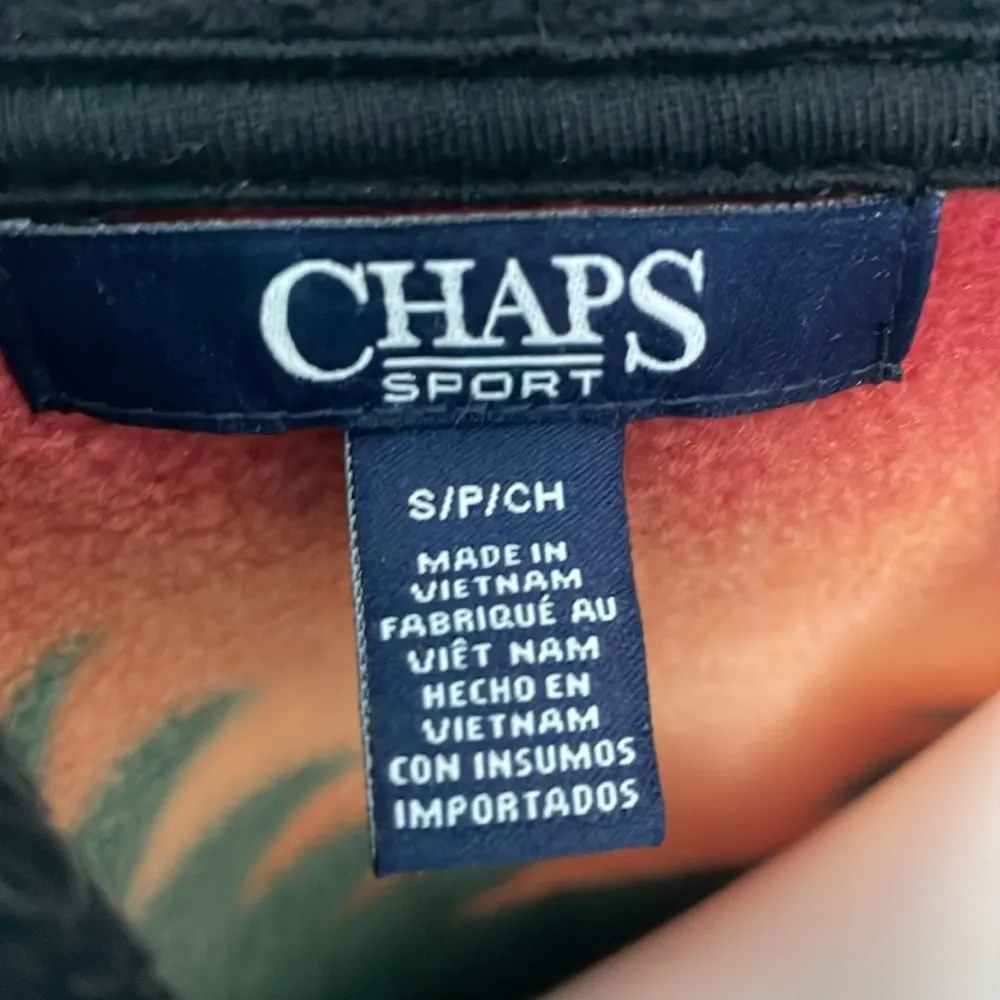 CHAPS
SPORT
S/P/CH
MADE IN
VIETNAM
FABRIQUÉ AU
VIÊT NAM
HECHO EN
VIETNAM
CON INSUMOS
IMPORTADOS